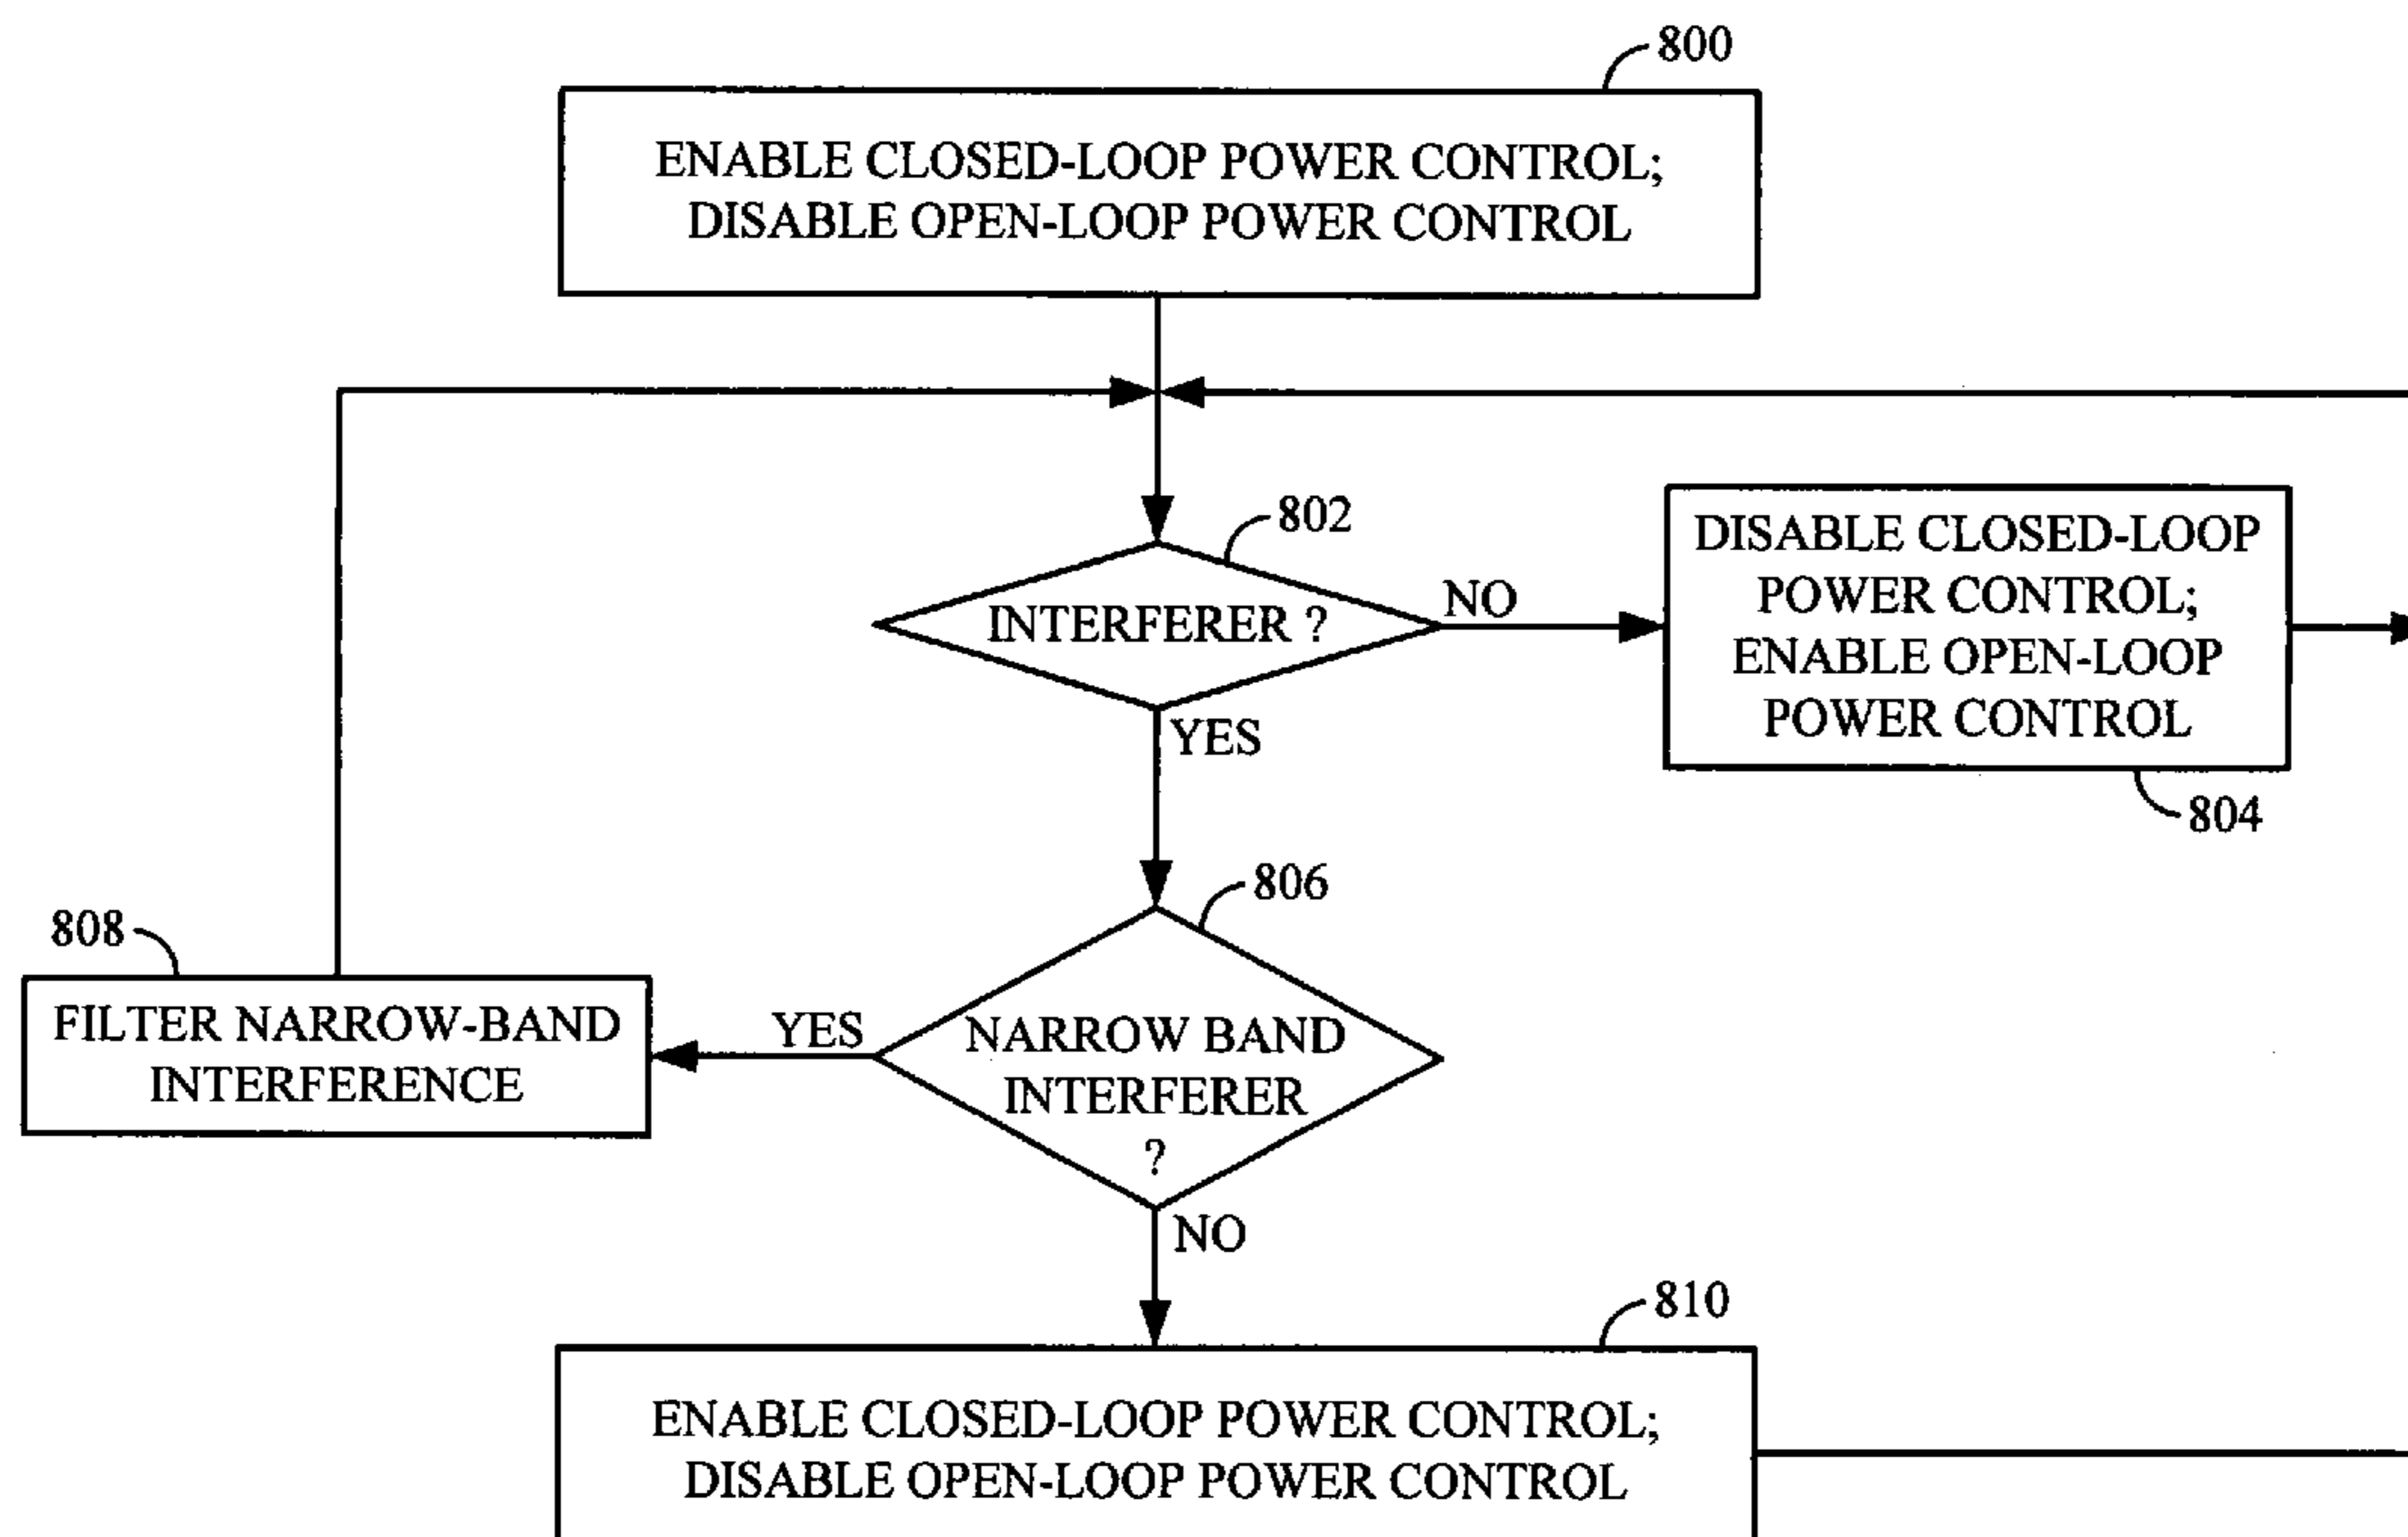 800
ENABLE CLOSED-LOOP POWER CONTROL;
DISABLE OPEN-LOOP POWER CONTROL
802
INTERFERER ?
NO
DISABLE CLOSED-LOOP
POWER CONTROL;
ENABLE OPEN-LOOP
POWER CONTROL
804
YES
806
808
FILTER NARROW-BAND
INTERFERENCE
YES
NARROW BAND
INTERFERER
?
NO
810
ENABLE CLOSED-LOOP POWER CONTROL;
DISABLE OPEN-LOOP POWER CONTROL